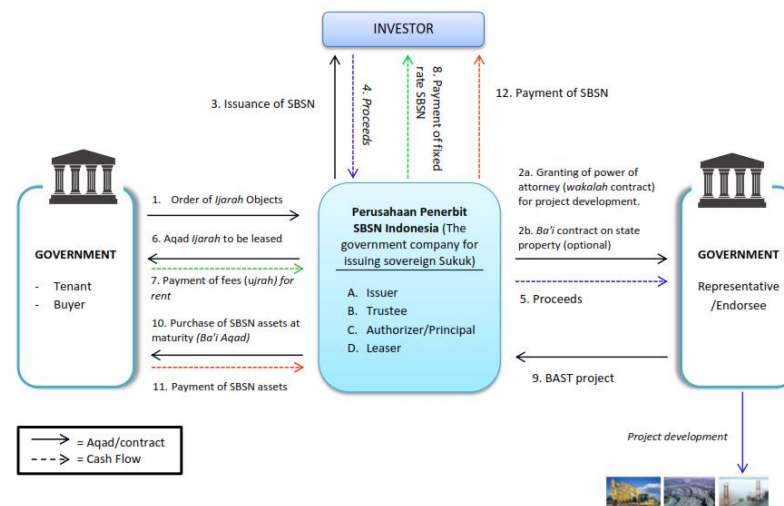 INVESTOR
3. Issuance of SBSN
4. Proceeds
8. Payment of fixed
rate SBSN
12. Payment of SBSN
GOVERNMENT
- Tenant
- Buyer
1. Order of Ijarah Objects
6. Aqad Ijarah to be leased
7. Payment of fees (ujrah) for
rent
10. Purchase of SBSN assets at
maturity (Ba'i Aqad)
11. Payment of SBSN assets
Perusahaan Penerbit
SBSN Indonesia (The
government company for
issuing sovereign Sukuk)
A. Issuer
B. Trustee
C. Authorizer/Principal
D. Leaser
2a. Granting of power of
attorney (wakalah contract)
for project development.
2b. Ba'i contract on state
property (optional)
5. Proceeds
9. BAST project
GOVERNMENT
Representative
/Endorsee
Project development
= Aqad/contract
= Cash Flow